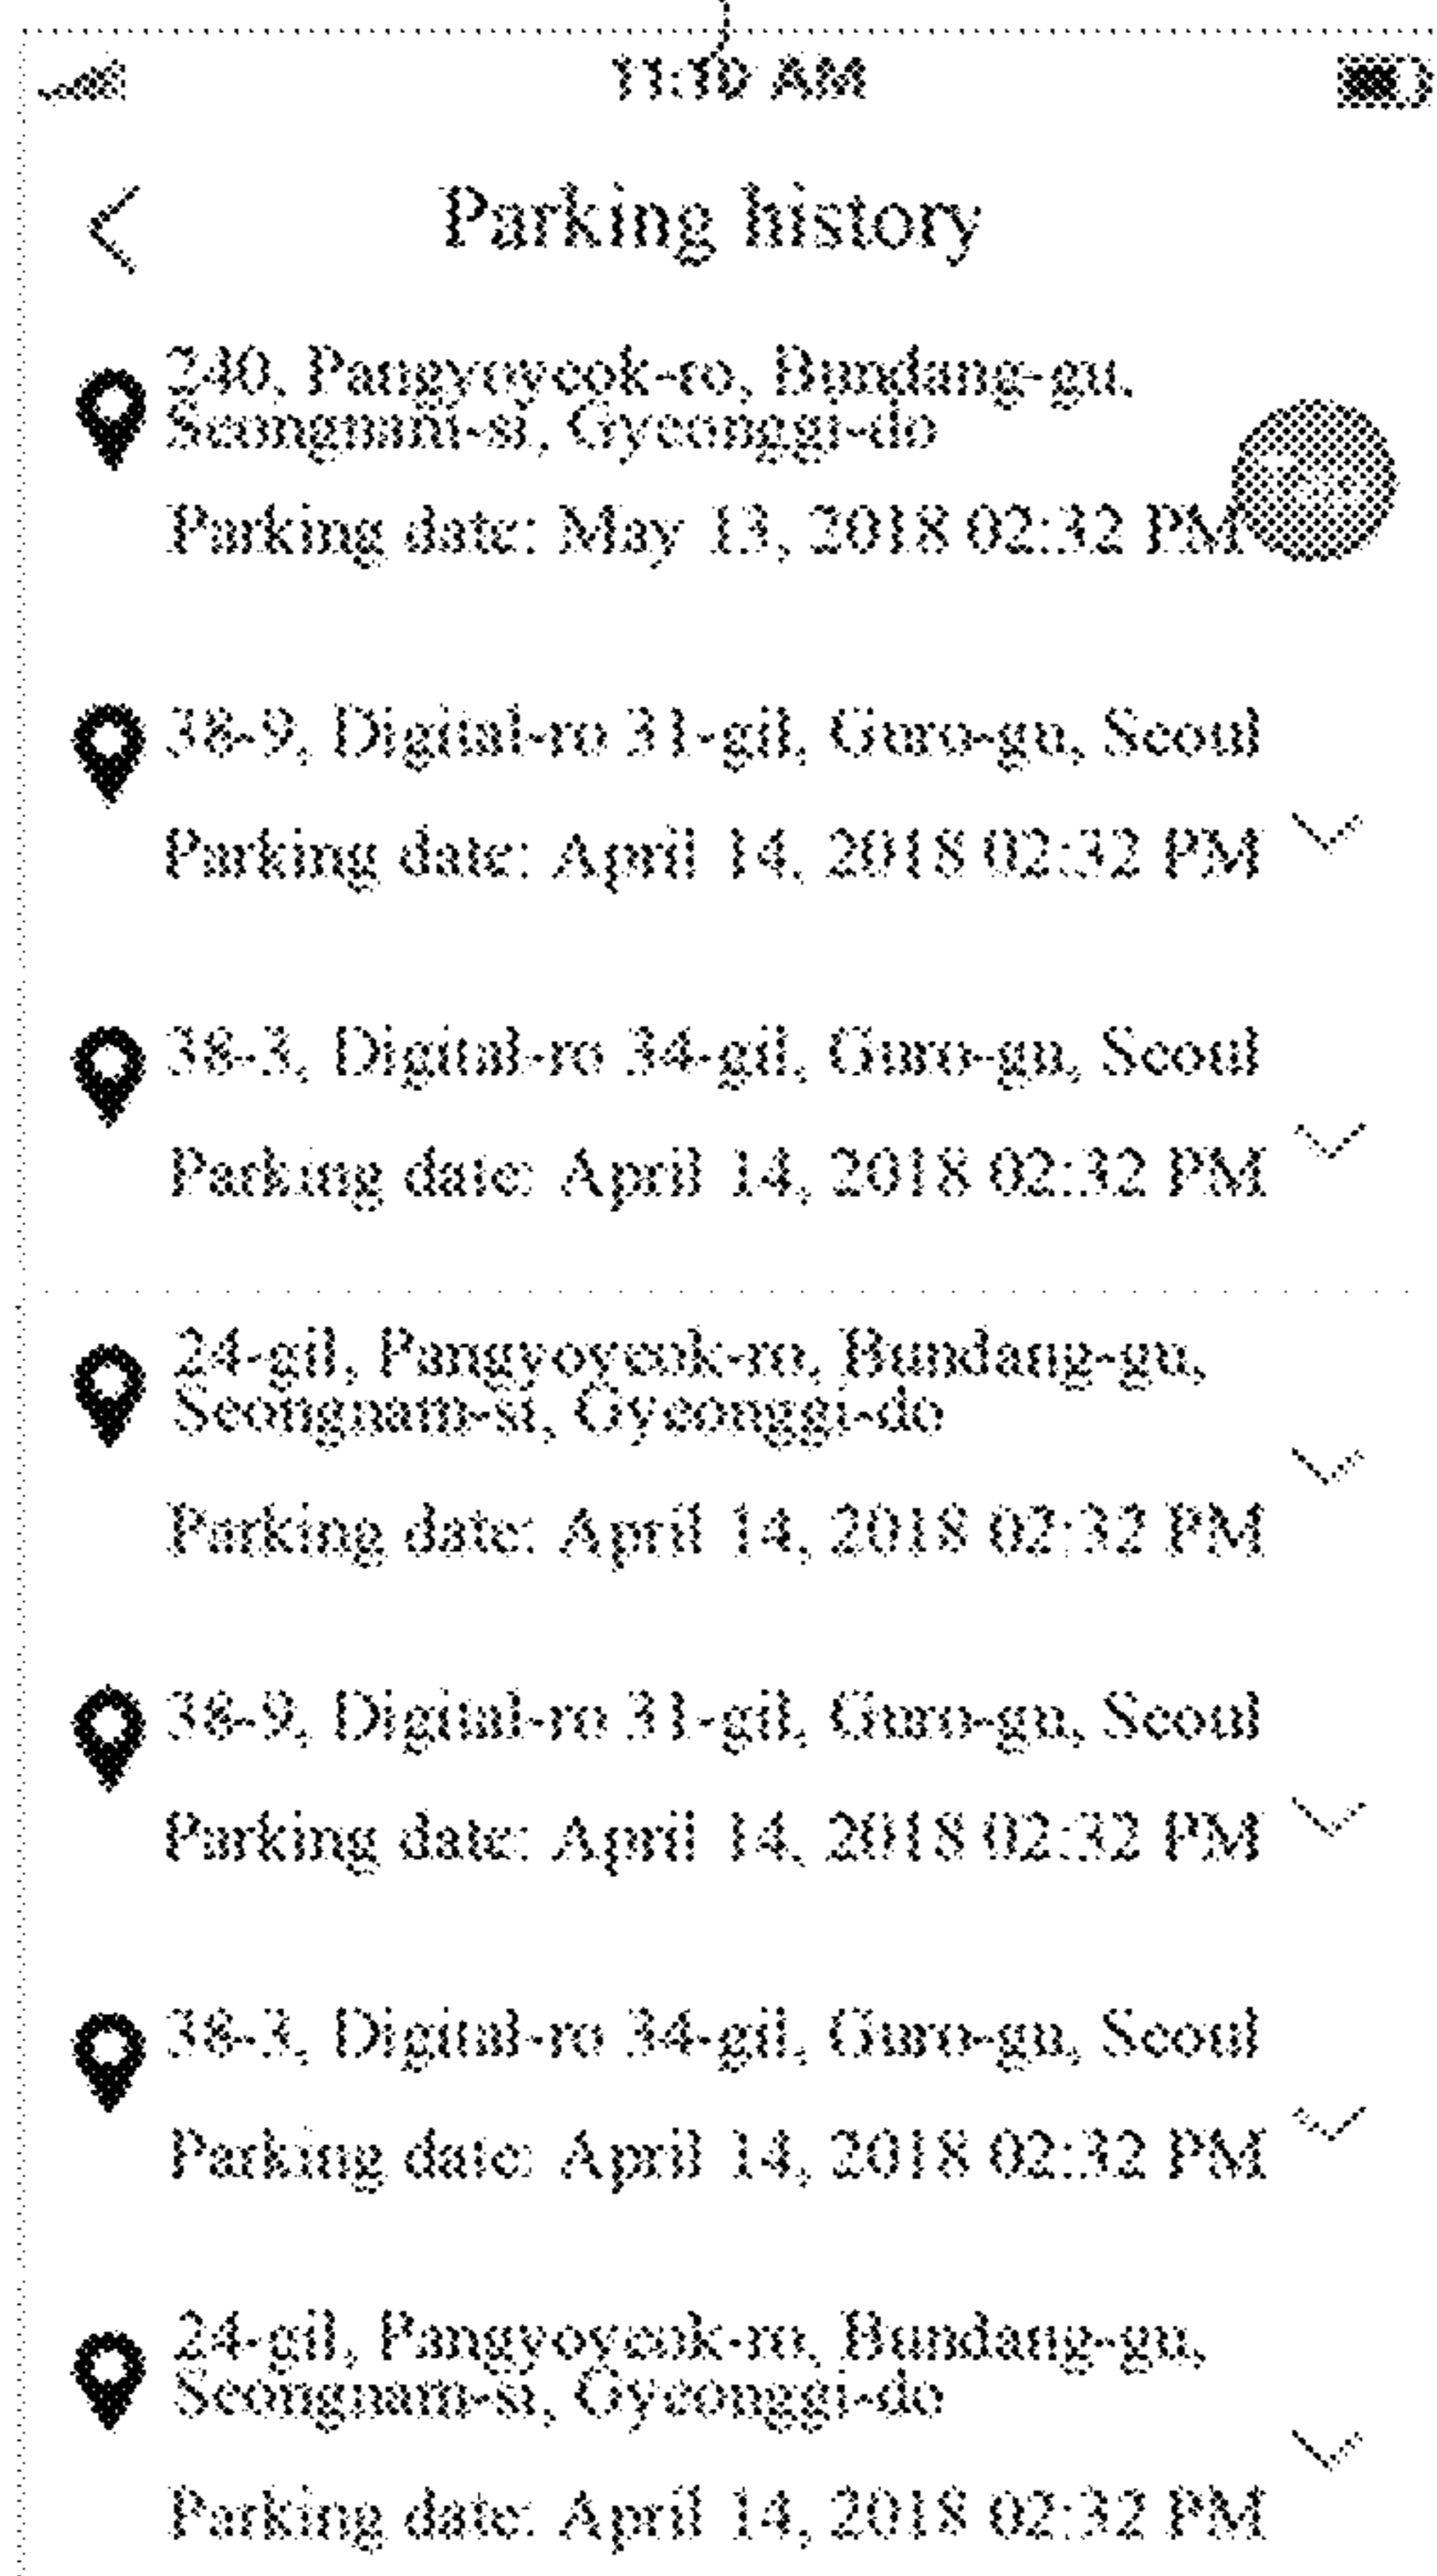 11:10 AM
Parking history
240, Pangyoyeok-ro, Bundang-gu,
Seongnam-si, Gyeonggi-do
Parking date: May 13, 2018 02:32 PM
38-9, Digital-ro 31-gil, Guro-gu, Seoul
Parking date: April 14, 2018 02:32 PM
38-3, Digital-ro 34-gil, Guro-gu, Seoul
Parking date: April 14, 2018 02:32 PM
24-gil, Pangyoyeok-ro, Bundang-gu,
Seongnam-si, Gyeonggi-do
Parking date: April 14, 2018 02:32 PM
38-9, Digital-ro 31-gil, Guro-gu, Seoul
Parking date: April 14, 2018 02:32 PM
38-3, Digital-ro 34-gil, Guro-gu, Seoul
Parking date: April 14, 2018 02:32 PM
24-gil, Pangyoyeok-ro, Bundang-gu,
Seongnam-si, Gyeonggi-do
Parking date: April 14, 2018 02:32 PM